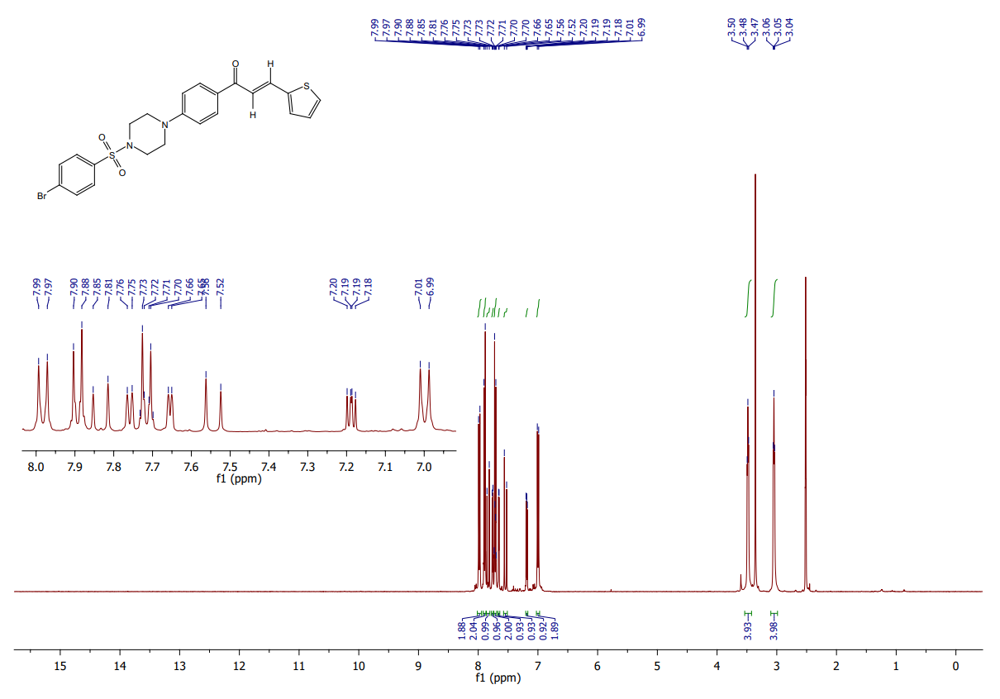 7.99 7.97 7.90 7.88 7.85 7.81 7.76 7.75 7.73 7.73 7.72 7.71 7.70 7.70 7.66 7.65 7.56 7.52 7.20 7.19 7.19 7.18 7.01 6.99
3.50 3.48 3.47 3.06 3.05 3.04
O H
S
H
N
O
N
S
O
Br
7.99 7.97 7.90 7.88 7.85 7.81 7.76 7.75 7.73 7.72 7.71 7.70 7.66 7.65 7.56 7.52 7.20 7.19 7.19 7.18 7.01 6.99
8.0 7.9 7.8 7.7 7.6 7.5 7.4 7.3 7.2 7.1 7.0
f1 (ppm)
1.88 2.04 0.99 0.96 2.00 0.93 0.93 0.92 1.89 3.93 3.98
15 14 13 12 11 10 9 8 7 6 5 4 3 2 1 0
f1 (ppm)